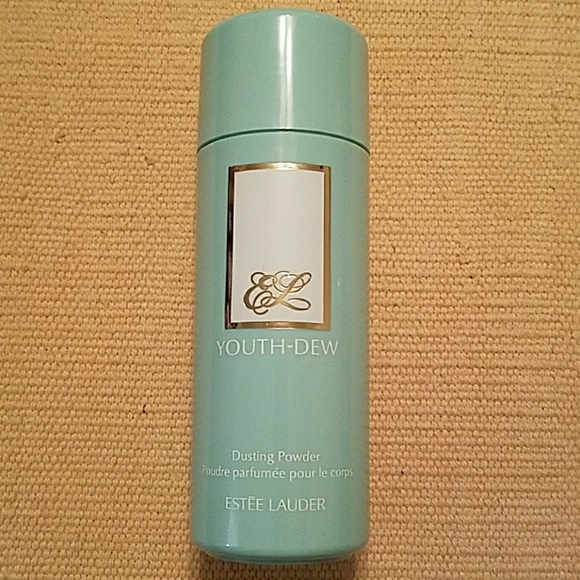 EL
YOUTH-DEW
Dusting Powder
Poudre parfumée pour le corps
ESTĒE LAUDER